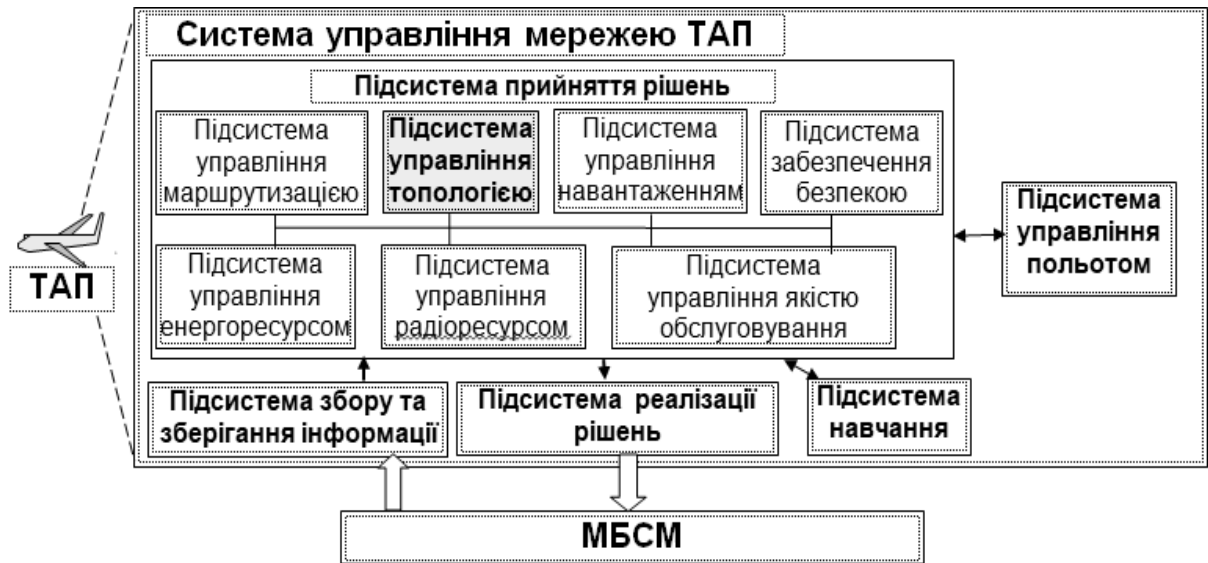 Система управління мережею ТАП
Підсистема прийняття рішень
Підсистема
управління
маршрутизацією
Підсистема
управління
топологією
Підсистема
управління
навантаженням
Підсистема
забезпечення
безпекою
Підсистема
управління
енергоресурсом
Підсистема
управління
радіоресурсом
Підсистема
управління якістю
обслуговування
Підсистема
управління
польотом
ТАП
Підсистема збору та
зберігання інформації
Підсистема реалізації
рішень
Підсистема
навчання
МБСМ